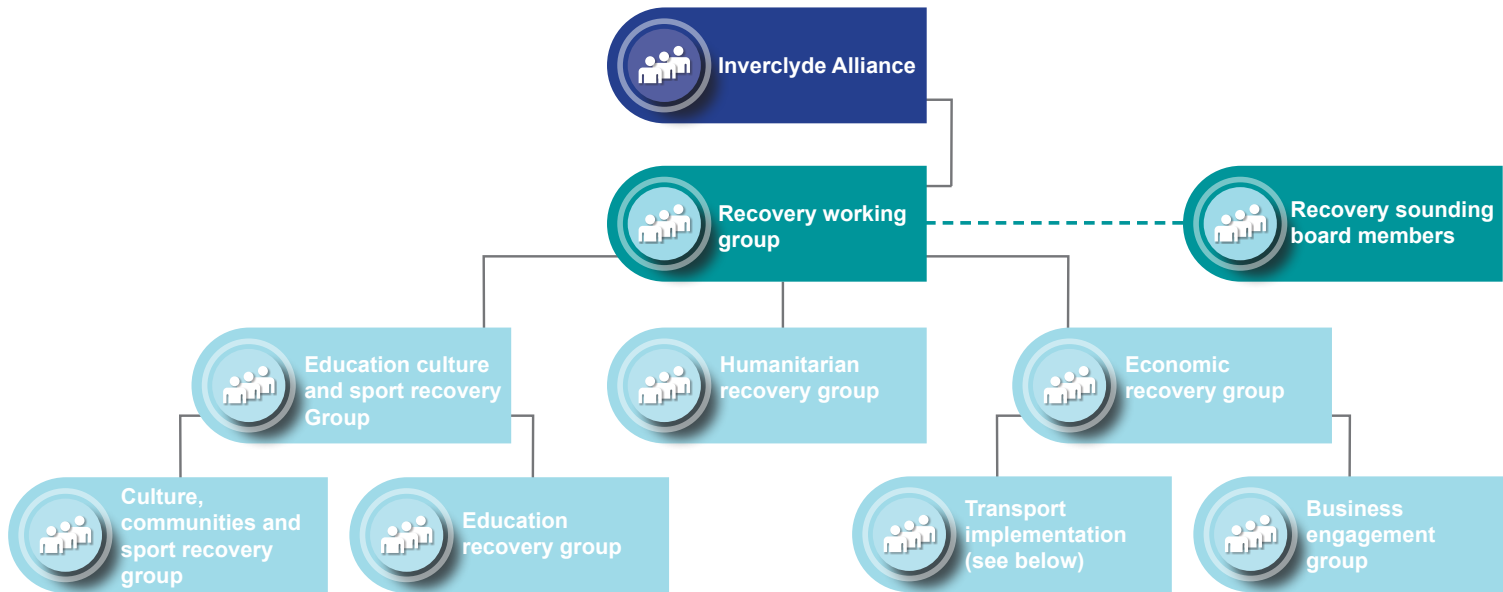 Inverclyde Alliance
Recovery working
group
Recovery sounding
board members
Education culture
and sport recovery
Group
Humanitarian
recovery group
Economic
recovery group
Culture,
communities and
sport recovery
group
Education
recovery group
Transport
implementation
(see below)
Business
engagement
group